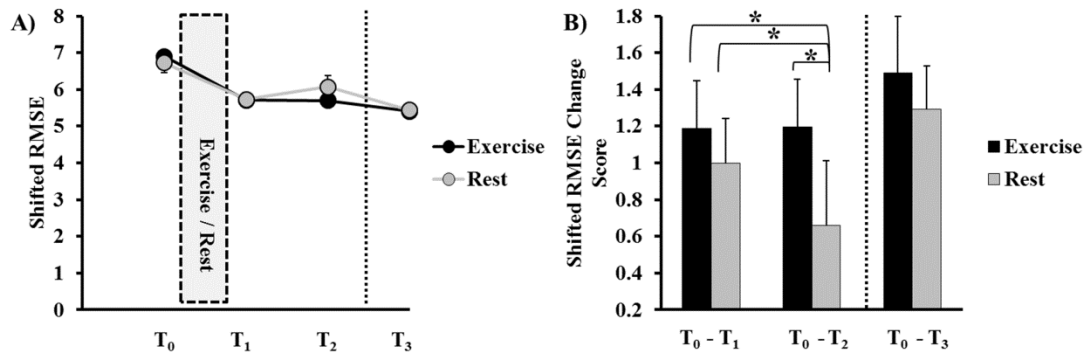 A)
Shifted RMSE
8
7
6
5
4
3
2
1
0
Exercise / Rest
T₀
T₁
T₂
T₃
Exercise
Rest
B)
Shifted RMSE Change
Score
1.8
1.6
1.4
1.2
1
0.8
0.6
0.4
0.2
*
*
*
T₀ - T₁
T₀ - T₂
T₀ - T₃
Exercise
Rest